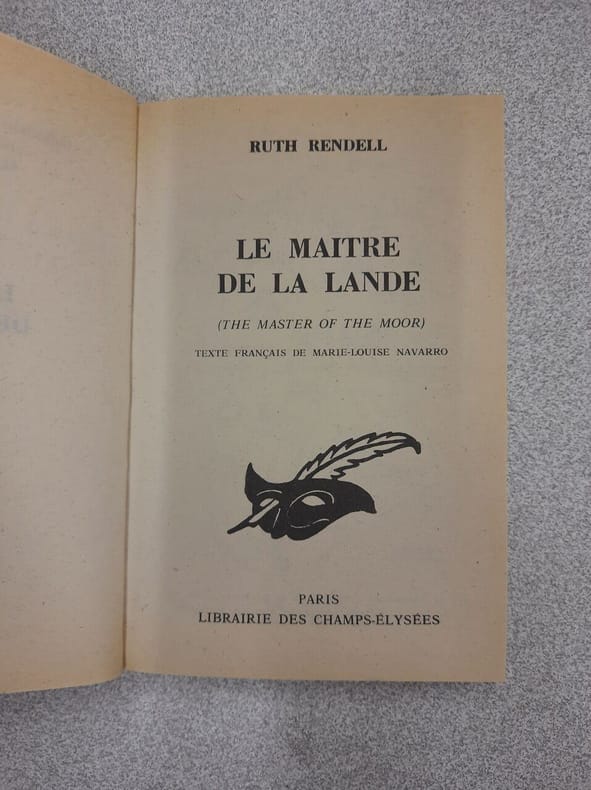 RUTH RENDELL
LE MAITRE
DE LA LANDE
(THE MASTER OF THE MOOR)
TEXTE FRANÇAIS DE MARIE-LOUISE NAVARRO
PARIS
LIBRAIRIE DES CHAMPS-ÉLYSÉES